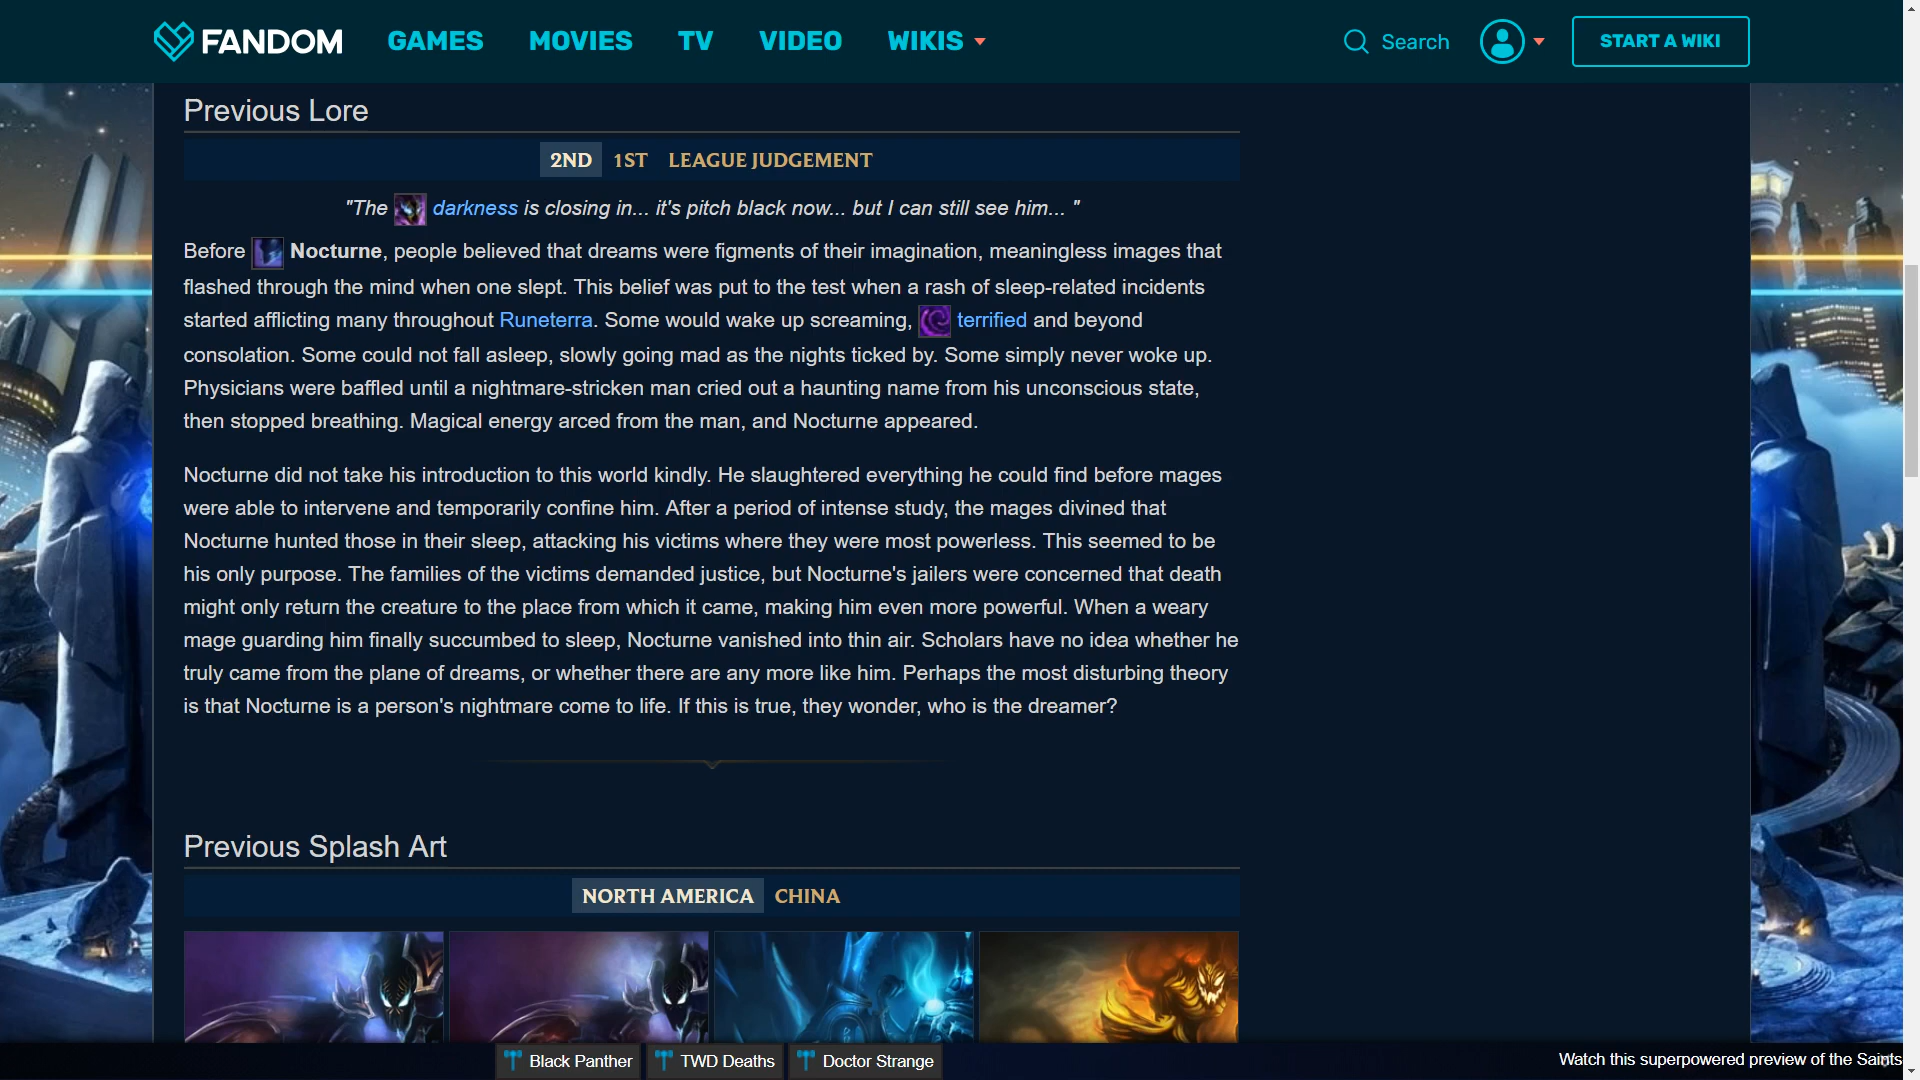 FANDOM GAMES MOVIES TV VIDEO WIKIS Search START A WIKI
Previous Lore
2ND 1ST LEAGUE JUDGEMENT
"The darkness is closing in... it's pitch black now... but I can still see him... "
Before Nocturne, people believed that dreams were figments of their imagination, meaningless images that
flashed through the mind when one slept. This belief was put to the test when a rash of sleep-related incidents
started afflicting many throughout Runeterra. Some would wake up screaming, terrified and beyond
consolation. Some could not fall asleep, slowly going mad as the nights ticked by. Some simply never woke up.
Physicians were baffled until a nightmare-stricken man cried out a haunting name from his unconscious state,
then stopped breathing. Magical energy arced from the man, and Nocturne appeared.
Nocturne did not take his introduction to this world kindly. He slaughtered everything he could find before mages
were able to intervene and temporarily confine him. After a period of intense study, the mages divined that
Nocturne hunted those in their sleep, attacking his victims where they were most powerless. This seemed to be
his only purpose. The families of the victims demanded justice, but Nocturne's jailers were concerned that death
might only return the creature to the place from which it came, making him even more powerful. When a weary
mage guarding him finally succumbed to sleep, Nocturne vanished into thin air. Scholars have no idea whether he
truly came from the plane of dreams, or whether there are any more like him. Perhaps the most disturbing theory
is that Nocturne is a person's nightmare come to life. If this is true, they wonder, who is the dreamer?
Previous Splash Art
NORTH AMERICA CHINA
Black Panther TWD Deaths Doctor Strange Watch this superpowered preview of the Saints